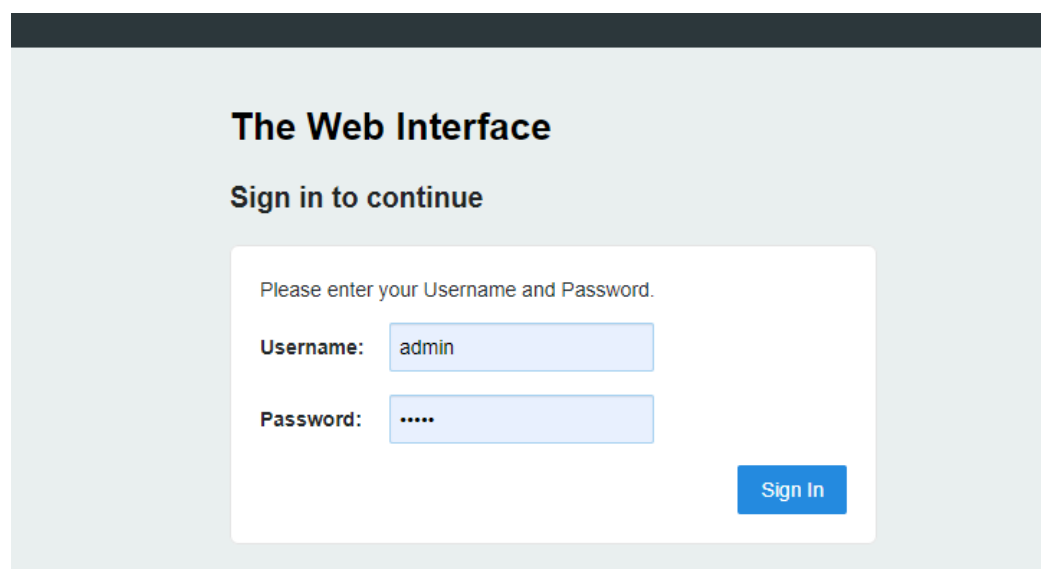 The Web Interface
Sign in to continue
Please enter your Username and Password.
Username: admin
Password: •••••
Sign In